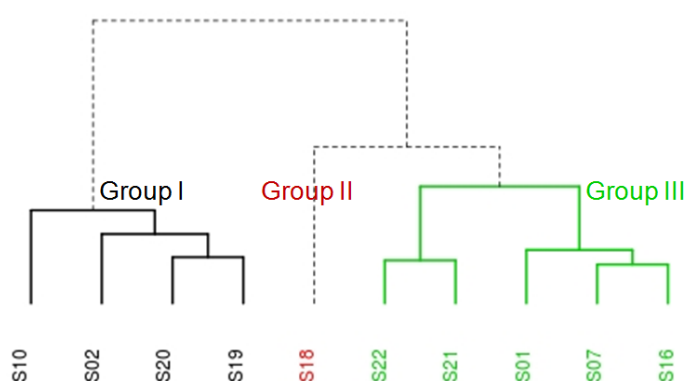 Group I
Group II
Group III
S10
S02
S20
S19
S18
S22
S21
S01
S07
S16